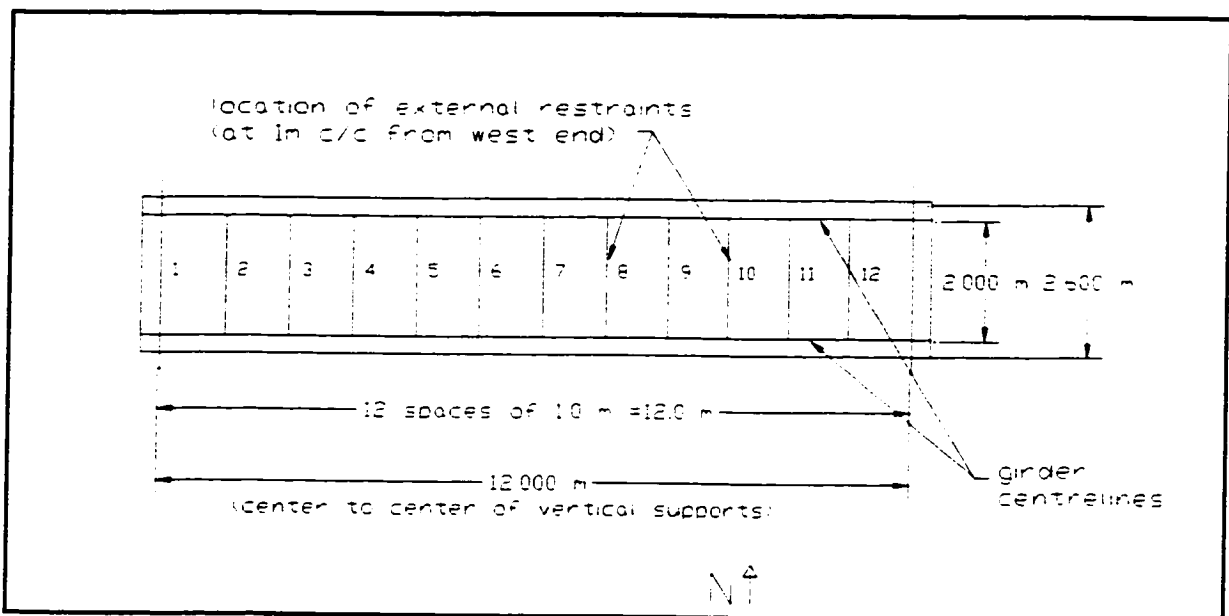 location of external restraints
(at 1m c/c from west end)
1 2 3 4 5 6 7 8 9 10 11 12
2.000 m 2.600 m
12 spaces of 1.0 m =12.0 m
12.000 m
(center to center of vertical supports)
girder
centrelines
N